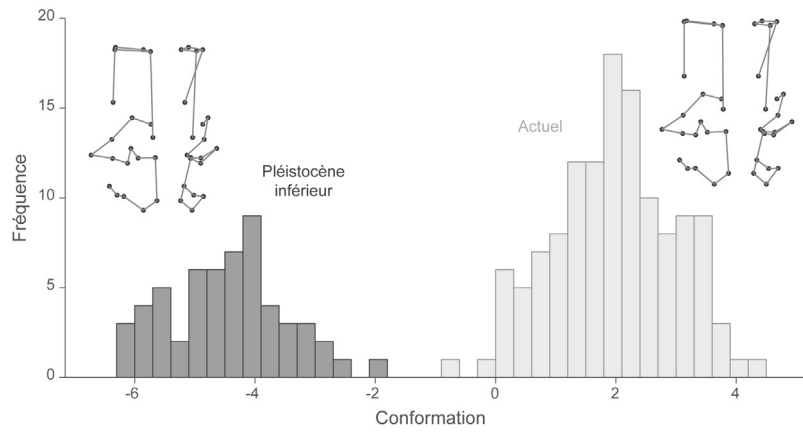 20
15
10
5
0
Fréquence
Pléistocène
inférieur
Actuel
-6
-4
-2
0
2
4
Conformation